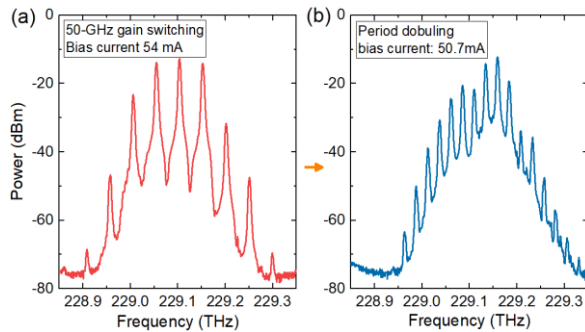 (a)
50-GHz gain switching
Bias current 54 mA
0
-20
-40
-60
-80
Power (dBm)
228.9 229.0 229.1 229.2 229.3
Frequency (THz)
(b)
Period dobuling
bias current: 50.7mA
0
-20
-40
-60
-80
228.9 229.0 229.1 229.2 229.3
Frequency (THz)